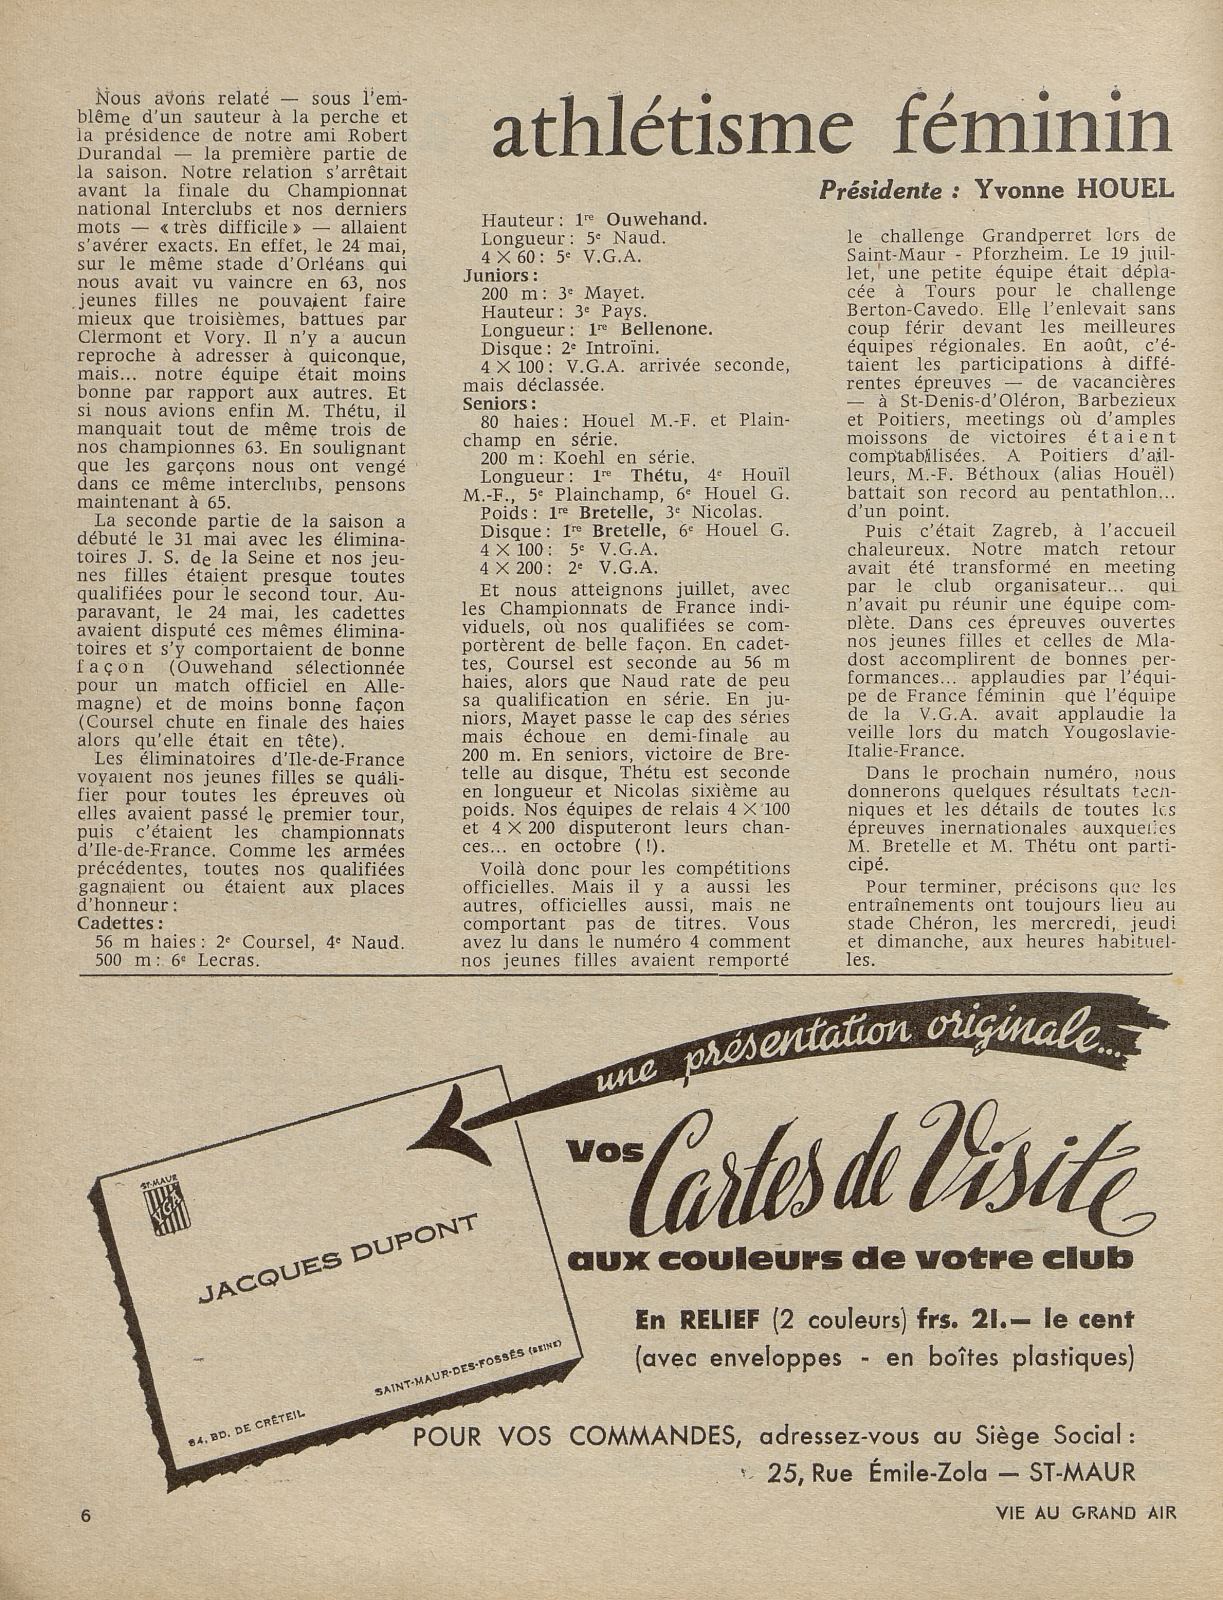 athlétisme féminin
Présidente : Yvonne HOUEL
Nous avons relaté — sous l'em-
blême d'un sauteur à la perche et
la présidence de notre ami Robert
Durandal — la première partie de
la saison. Notre relation s'arrêtait
avant la finale du Championnat
national Interclubs et nos derniers
mots — « très difficile » — allaient
s'avérer exacts. En effet, le 24 mai,
sur le même stade d'Orléans qui
nous avait vu vaincre en 63, nos
jeunes filles ne pouvaient faire
mieux que troisièmes, battues par
Clermont et Vory. Il n'y a aucun
reproche à adresser à quiconque,
mais... notre équipe était moins
bonne par rapport aux autres. Et
si nous avions enfin M. Thétu, il
manquait tout de même trois de
nos championnes 63. En soulignant
que les garçons nous ont vengé
dans ce même interclubs, pensons
maintenant à 65.
La seconde partie de la saison a
débuté le 31 mai avec les élimina-
toires J. S. de la Seine et nos jeu-
nes filles étaient presque toutes
qualifiées pour le second tour. Au-
paravant, le 24 mai, les cadettes
avaient disputé ces mêmes élimina-
toires et s'y comportaient de bonne
façon (Ouwehand sélectionnée
pour un match officiel en Alle-
magne) et de moins bonne façon
(Coursel chute en finale des haies
alors qu'elle était en tête).
Les éliminatoires d'Ile-de-France
voyaient nos jeunes filles se quali-
fier pour toutes les épreuves où
elles avaient passé le premier tour,
puis c'étaient les championnats
d'Ile-de-France. Comme les armées
précédentes, toutes nos qualifiées
gagnaient ou étaient aux places
d'honneur :
Cadettes :
56 m haies : 2e Coursel, 4e Naud.
500 m : 6e Lecras.
Hauteur : 1re Ouwehand.
Longueur : 5e Naud.
4 X 60 : 5e V.G.A.
Juniors :
200 m : 3e Mayet.
Hauteur : 3e Pays.
Longueur : 1re Bellenone.
Disque : 2e Introïni.
4 X 100 : V.G.A. arrivée seconde,
mais déclassée.
Seniors :
80 haies : Houel M.-F. et Plain-
champ en série.
200 m : Koehl en série.
Longueur : 1re Thétu, 4e Houïl
M.-F., 5e Plainchamp, 6e Houel G.
Poids : 1re Bretelle, 3e Nicolas.
Disque : 1re Bretelle, 6e Houel G.
4 X 100 : 5e V.G.A.
4 X 200 : 2e V.G.A.
Et nous atteignons juillet, avec
les Championnats de France indi-
viduels, où nos qualifiées se com-
portèrent de belle façon. En cadet-
tes, Coursel est seconde au 56 m
haies, alors que Naud rate de peu
sa qualification en série. En ju-
niors, Mayet passe le cap des séries
mais échoue en demi-finale au
200 m. En seniors, victoire de Bre-
telle au disque, Thétu est seconde
en longueur et Nicolas sixième au
poids. Nos équipes de relais 4 X 100
et 4 X 200 disputeront leurs chan-
ces... en octobre (!).
Voilà donc pour les compétitions
officielles. Mais il y a aussi les
autres, officielles aussi, mais ne
comportant pas de titres. Vous
avez lu dans le numéro 4 comment
nos jeunes filles avaient remporté
le challenge Grandperret lors de
Saint-Maur - Pforzheim. Le 19 juil-
let, une petite équipe était dépla-
cée à Tours pour le challenge
Berton-Cavedo. Elle l'enlevait sans
coup férir devant les meilleures
équipes régionales. En août, c'é-
taient les participations à diffé-
rentes épreuves — de vacancières
— à St-Denis-d'Oléron, Barbezieux
et Poitiers, meetings où d'amples
moissons de victoires étaient
comptabilisées. A Poitiers d'ail-
leurs, M.-F. Béthoux (alias Houël)
battait son record au pentathlon...
d'un point.
Puis c'était Zagreb, à l'accueil
chaleureux. Notre match retour
avait été transformé en meeting
par le club organisateur... qui
n'avait pu réunir une équipe com-
plète. Dans ces épreuves ouvertes
nos jeunes filles et celles de Mla-
dost accomplirent de bonnes per-
formances... applaudies par l'équi-
pe de France féminin que l'équipe
de la V.G.A. avait applaudie la
veille lors du match Yougoslavie-
Italie-France.
Dans le prochain numéro, nous
donnerons quelques résultats tech-
niques et les détails de toutes les
épreuves inernationales auxquelles
M. Bretelle et M. Thétu ont parti-
cipé.
Pour terminer, précisons que les
entraînements ont toujours lieu au
stade Chéron, les mercredi, jeudi
et dimanche, aux heures habituel-
les.
une présentation originale...
ST-MAUR
VGA
JACQUES DUPONT
SAINT-MAUR-DES-FOSSÉS (SEINE)
84, BD. DE CRÉTEIL
Vos Cartes de Visite
aux couleurs de votre club
En RELIEF (2 couleurs) frs. 21.— le cent
(avec enveloppes - en boîtes plastiques)
POUR VOS COMMANDES, adressez-vous au Siège Social :
25, Rue Émile-Zola — ST-MAUR
6
VIE AU GRAND AIR